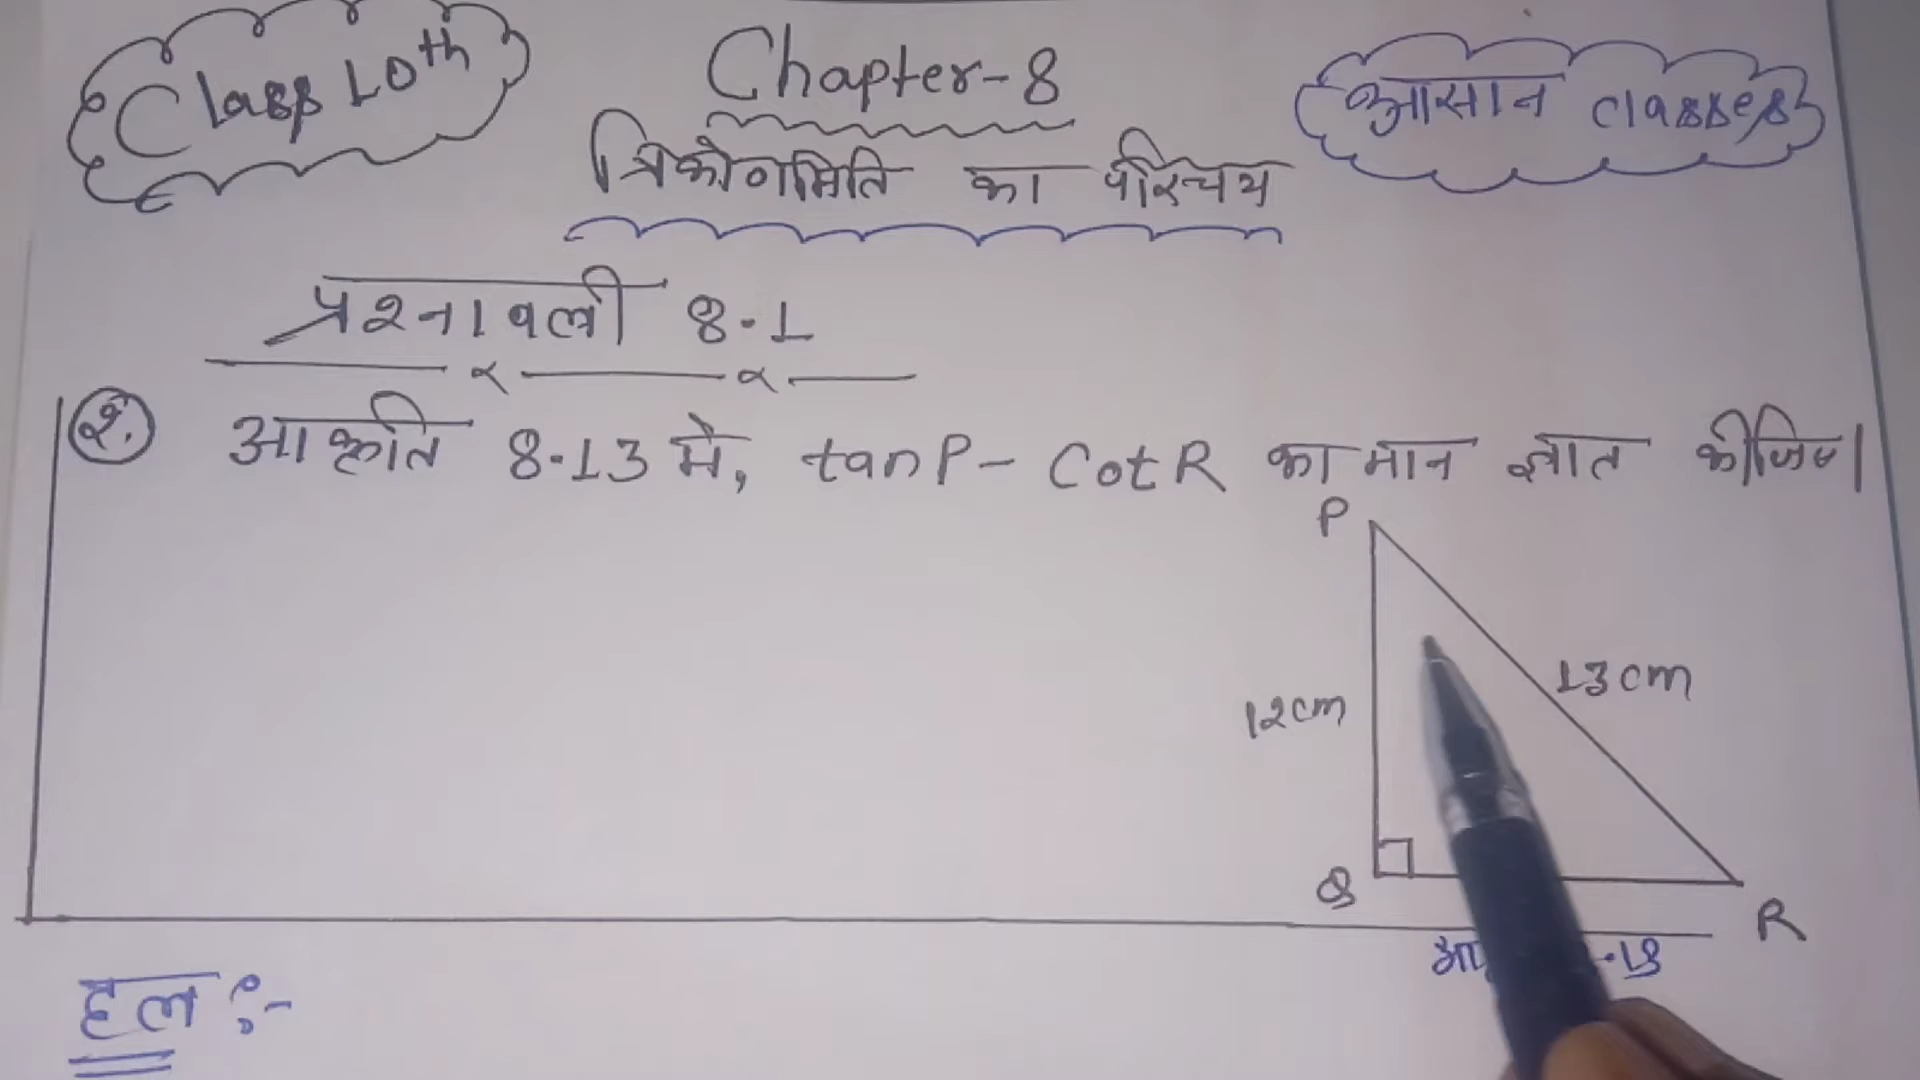 Class 10th
Chapter-8
आसान classes
त्रिकोणमिति का परिचय
प्रश्नावली 8.1
2. आकृति 8.13 मे, tanP - CotR का मान ज्ञात कीजिए।
P
12cm
13cm
Q
R
हल :-